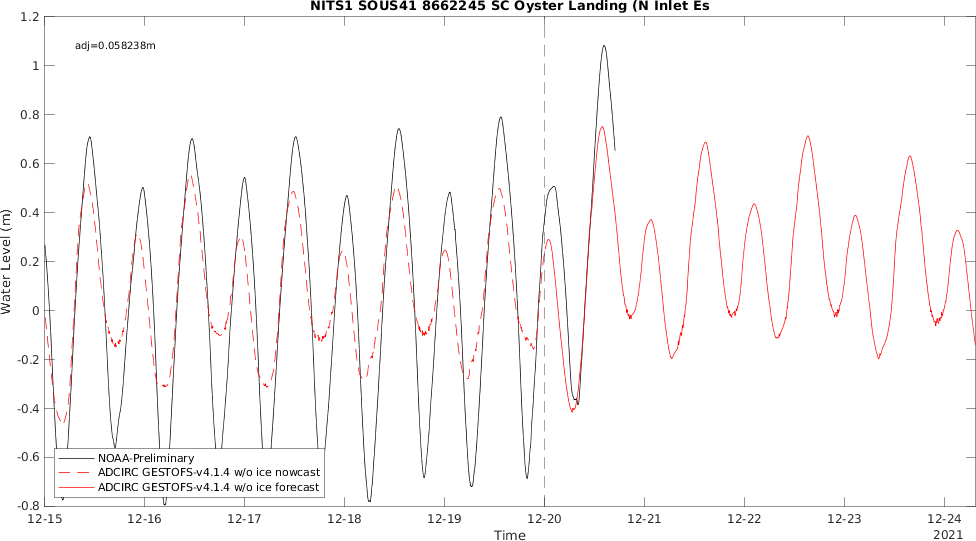 NITS1 SOUS41 8662245 SC Oyster Landing (N Inlet Es
adj=0.058238m
1.2
1
0.8
0.6
0.4
0.2
0
-0.2
-0.4
-0.6
-0.8
Water Level (m)
NOAA-Preliminary
ADCIRC GESTOFS-v4.1.4 w/o ice nowcast
ADCIRC GESTOFS-v4.1.4 w/o ice forecast
12-15 12-16 12-17 12-18 12-19 12-20 12-21 12-22 12-23 12-24
Time
2021